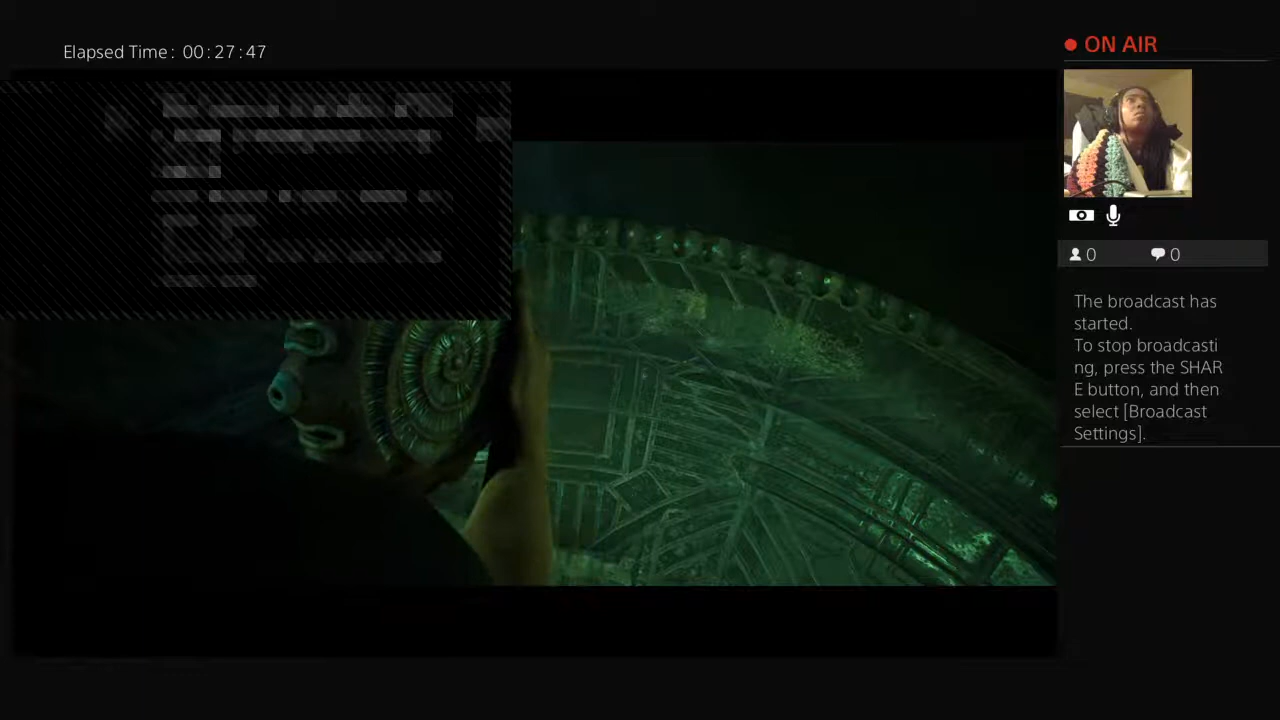 Elapsed Time: 00:27:47
ON AIR
0
0
The broadcast has
started.
To stop broadcasti
ng, press the SHAR
E button, and then
select [Broadcast
Settings].